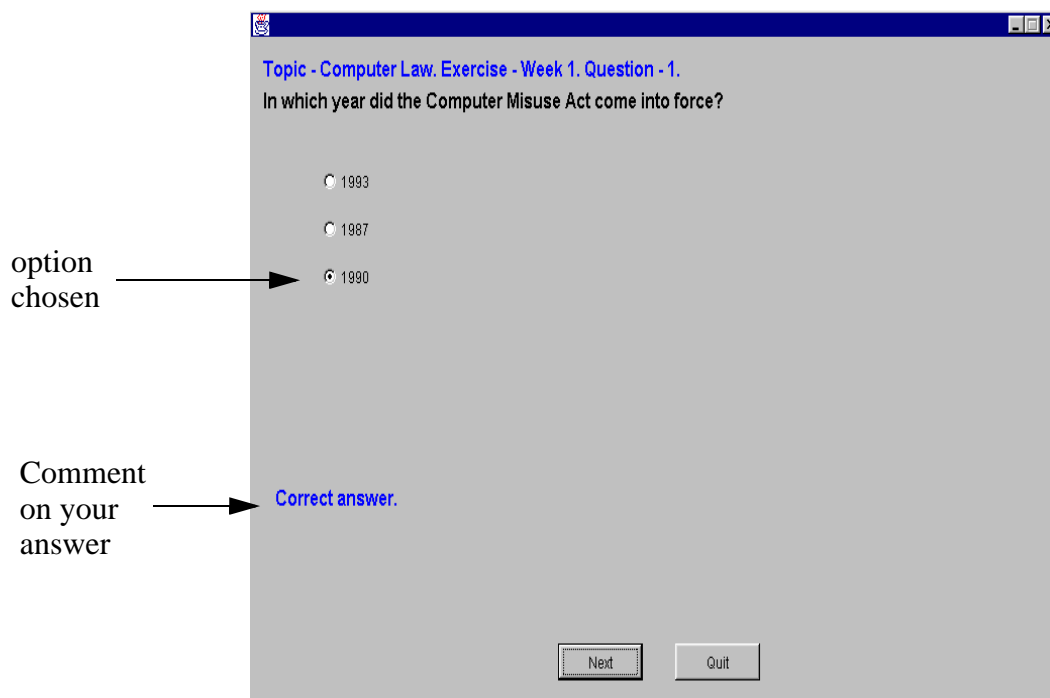 Topic - Computer Law. Exercise - Week 1. Question - 1.
In which year did the Computer Misuse Act come into force?
1993
1987
option
chosen
1990
Comment
on your
answer
Correct answer.
Next
Quit